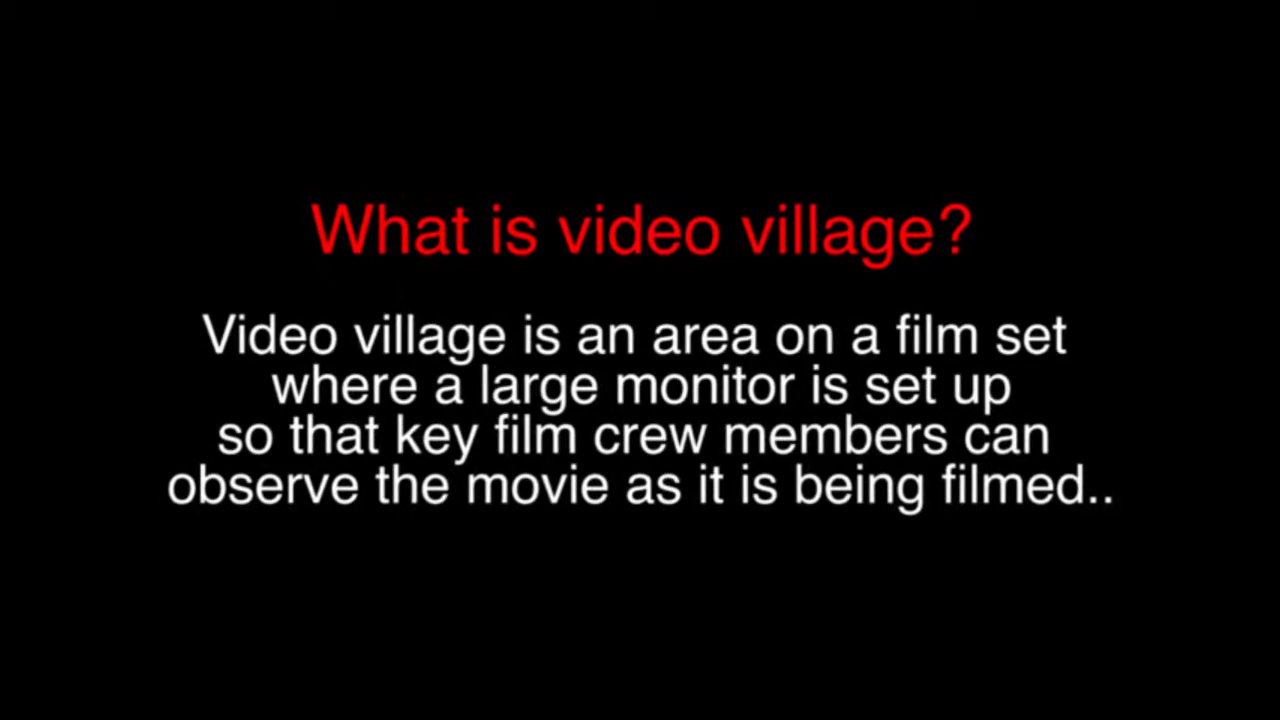 What is video village?
Video village is an area on a film set
where a large monitor is set up
so that key film crew members can
observe the movie as it is being filmed..